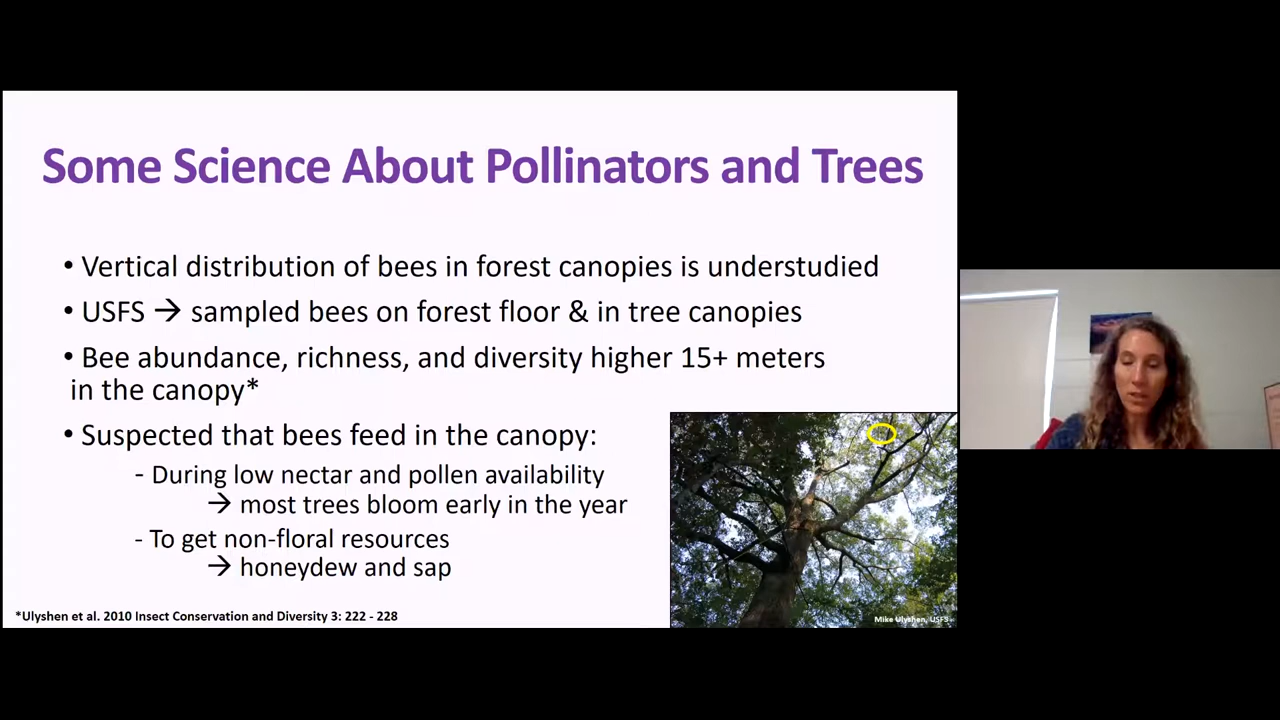 Some Science About Pollinators and Trees
• Vertical distribution of bees in forest canopies is understudied
• USFS → sampled bees on forest floor & in tree canopies
• Bee abundance, richness, and diversity higher 15+ meters
in the canopy*
• Suspected that bees feed in the canopy:
- During low nectar and pollen availability
→ most trees bloom early in the year
- To get non-floral resources
→ honeydew and sap
*Ulyshen et al. 2010 Insect Conservation and Diversity 3: 222 - 228
Mike Ulyshen, USFS